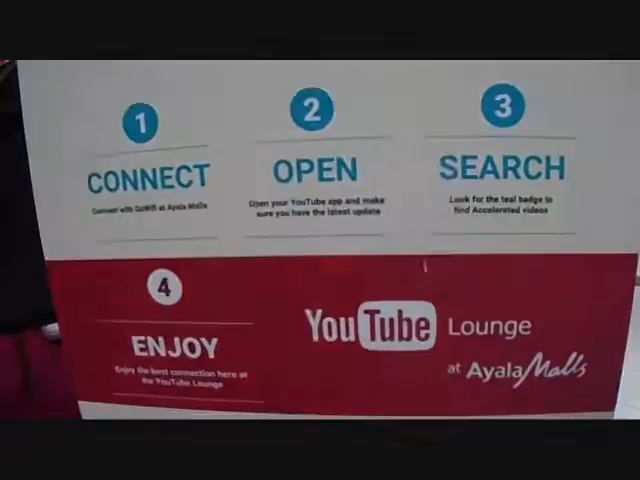 1
CONNECT
Connect with GoWifi at Ayala Malls
2
OPEN
Open your YouTube app and make
sure you have the latest update
3
SEARCH
Look for the teal badge to
find Accelerated videos
4
ENJOY
Enjoy the best connection here at
the YouTube Lounge
YouTube Lounge
at Ayala Malls